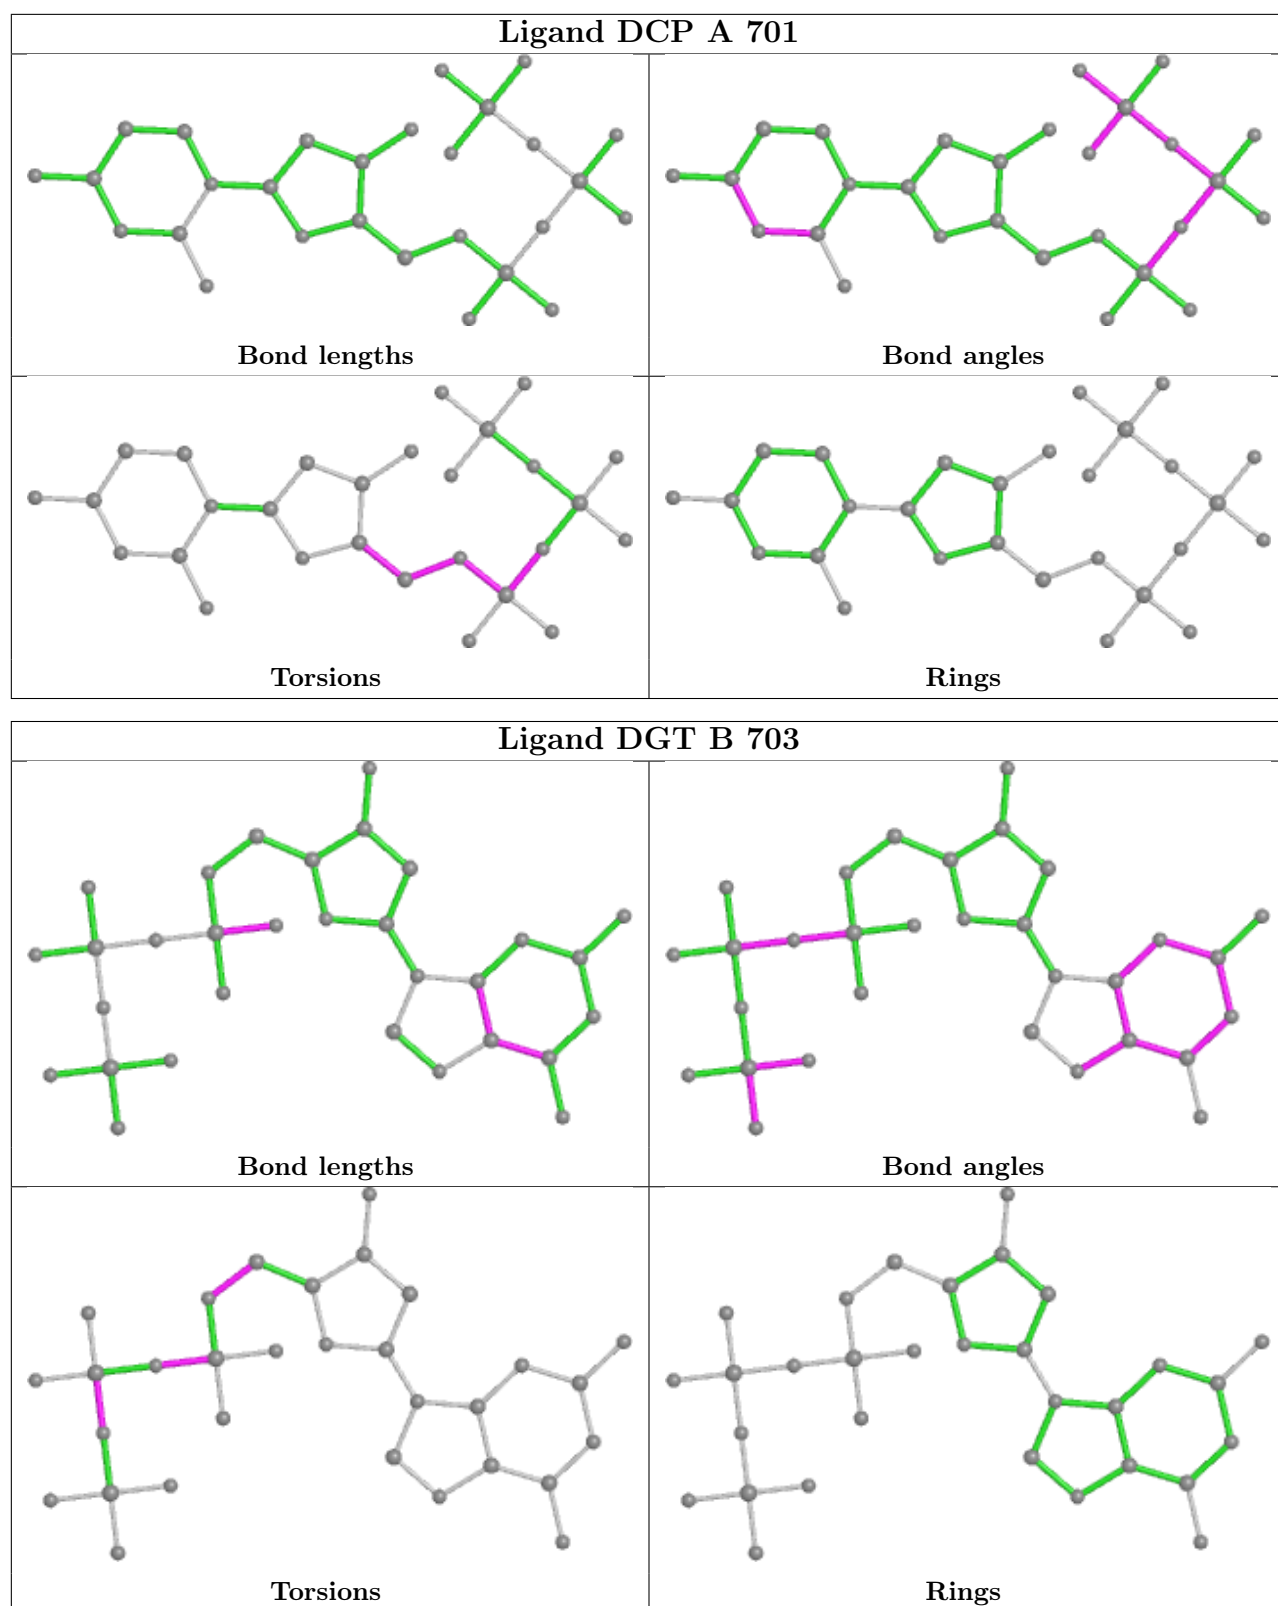 Ligand DCP A 701
Bond lengths
Bond angles
Torsions
Rings
Ligand DGT B 703
Bond lengths
Bond angles
Torsions
Rings